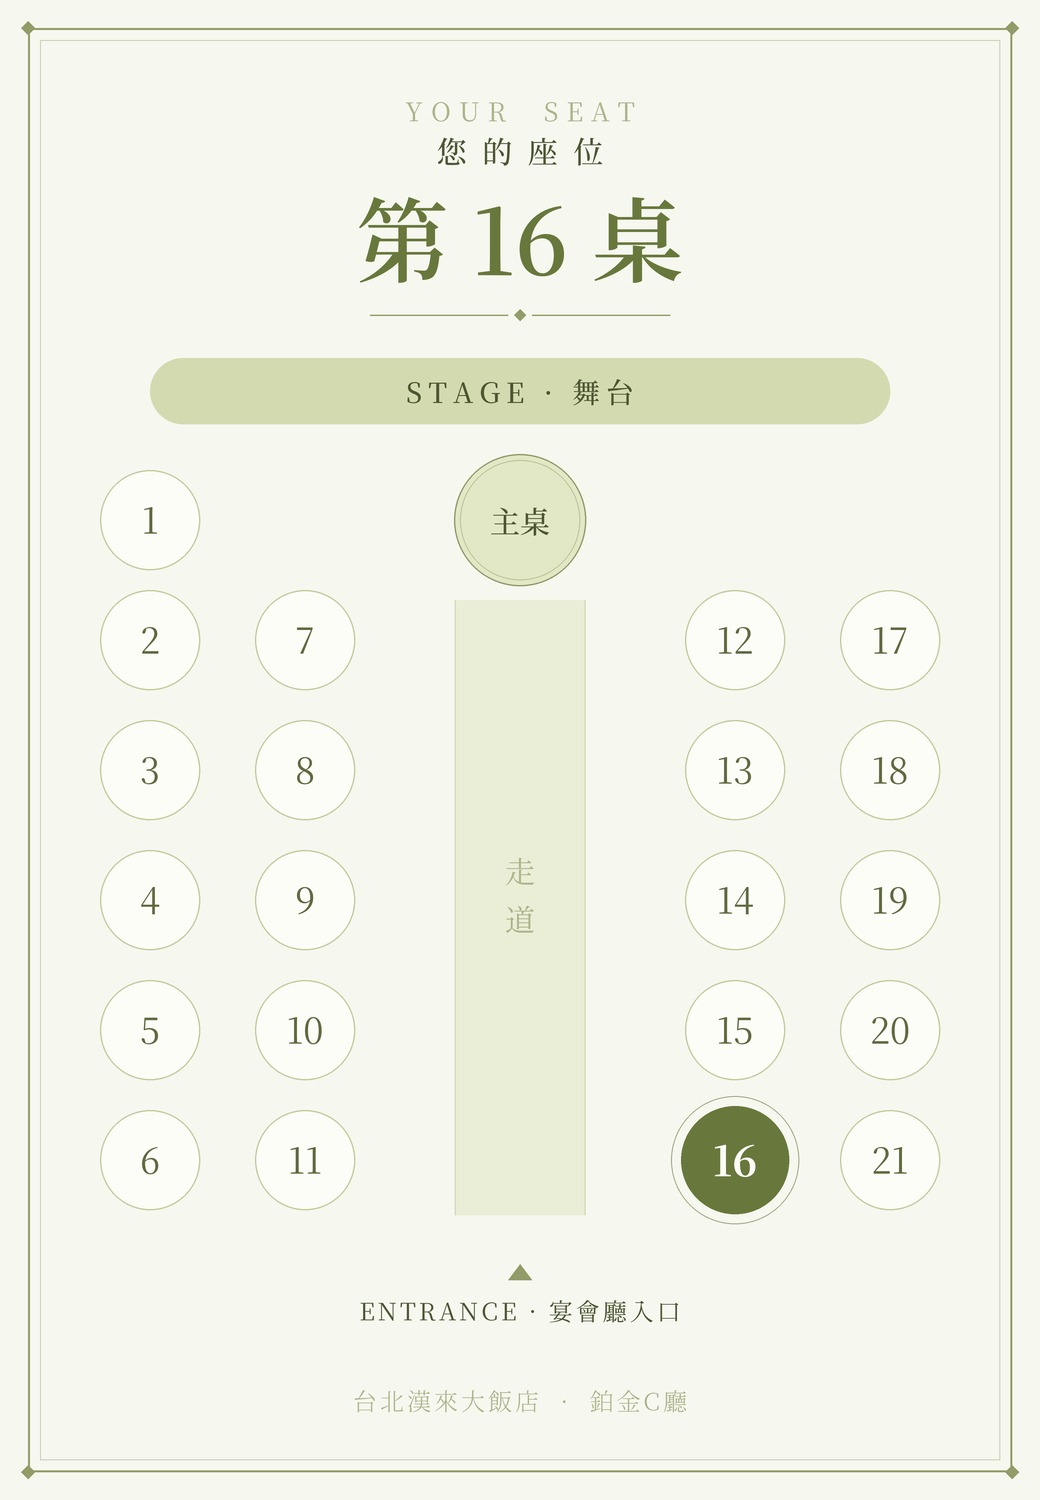 YOUR SEAT
您的座位
第 16 桌
STAGE · 舞台
1
主桌
2 7 12 17
3 8 13 18
走
道
4 9 14 19
5 10 15 20
6 11 16 21
ENTRANCE · 宴會廳入口
台北漢來大飯店 · 鉑金C廳